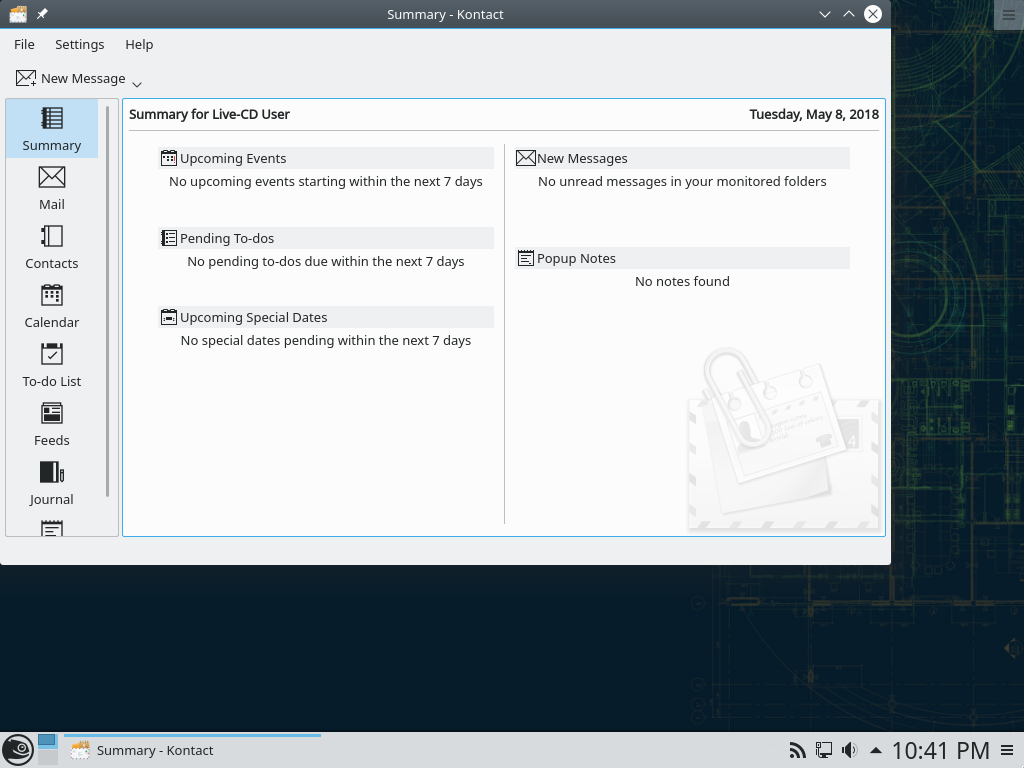 Summary - Kontact
File Settings Help
New Message
Summary
Mail
Contacts
Calendar
To-do List
Feeds
Journal
Summary for Live-CD User
Tuesday, May 8, 2018
Upcoming Events
No upcoming events starting within the next 7 days
Pending To-dos
No pending to-dos due within the next 7 days
Upcoming Special Dates
No special dates pending within the next 7 days
New Messages
No unread messages in your monitored folders
Popup Notes
No notes found
4
Summary - Kontact
10:41 PM